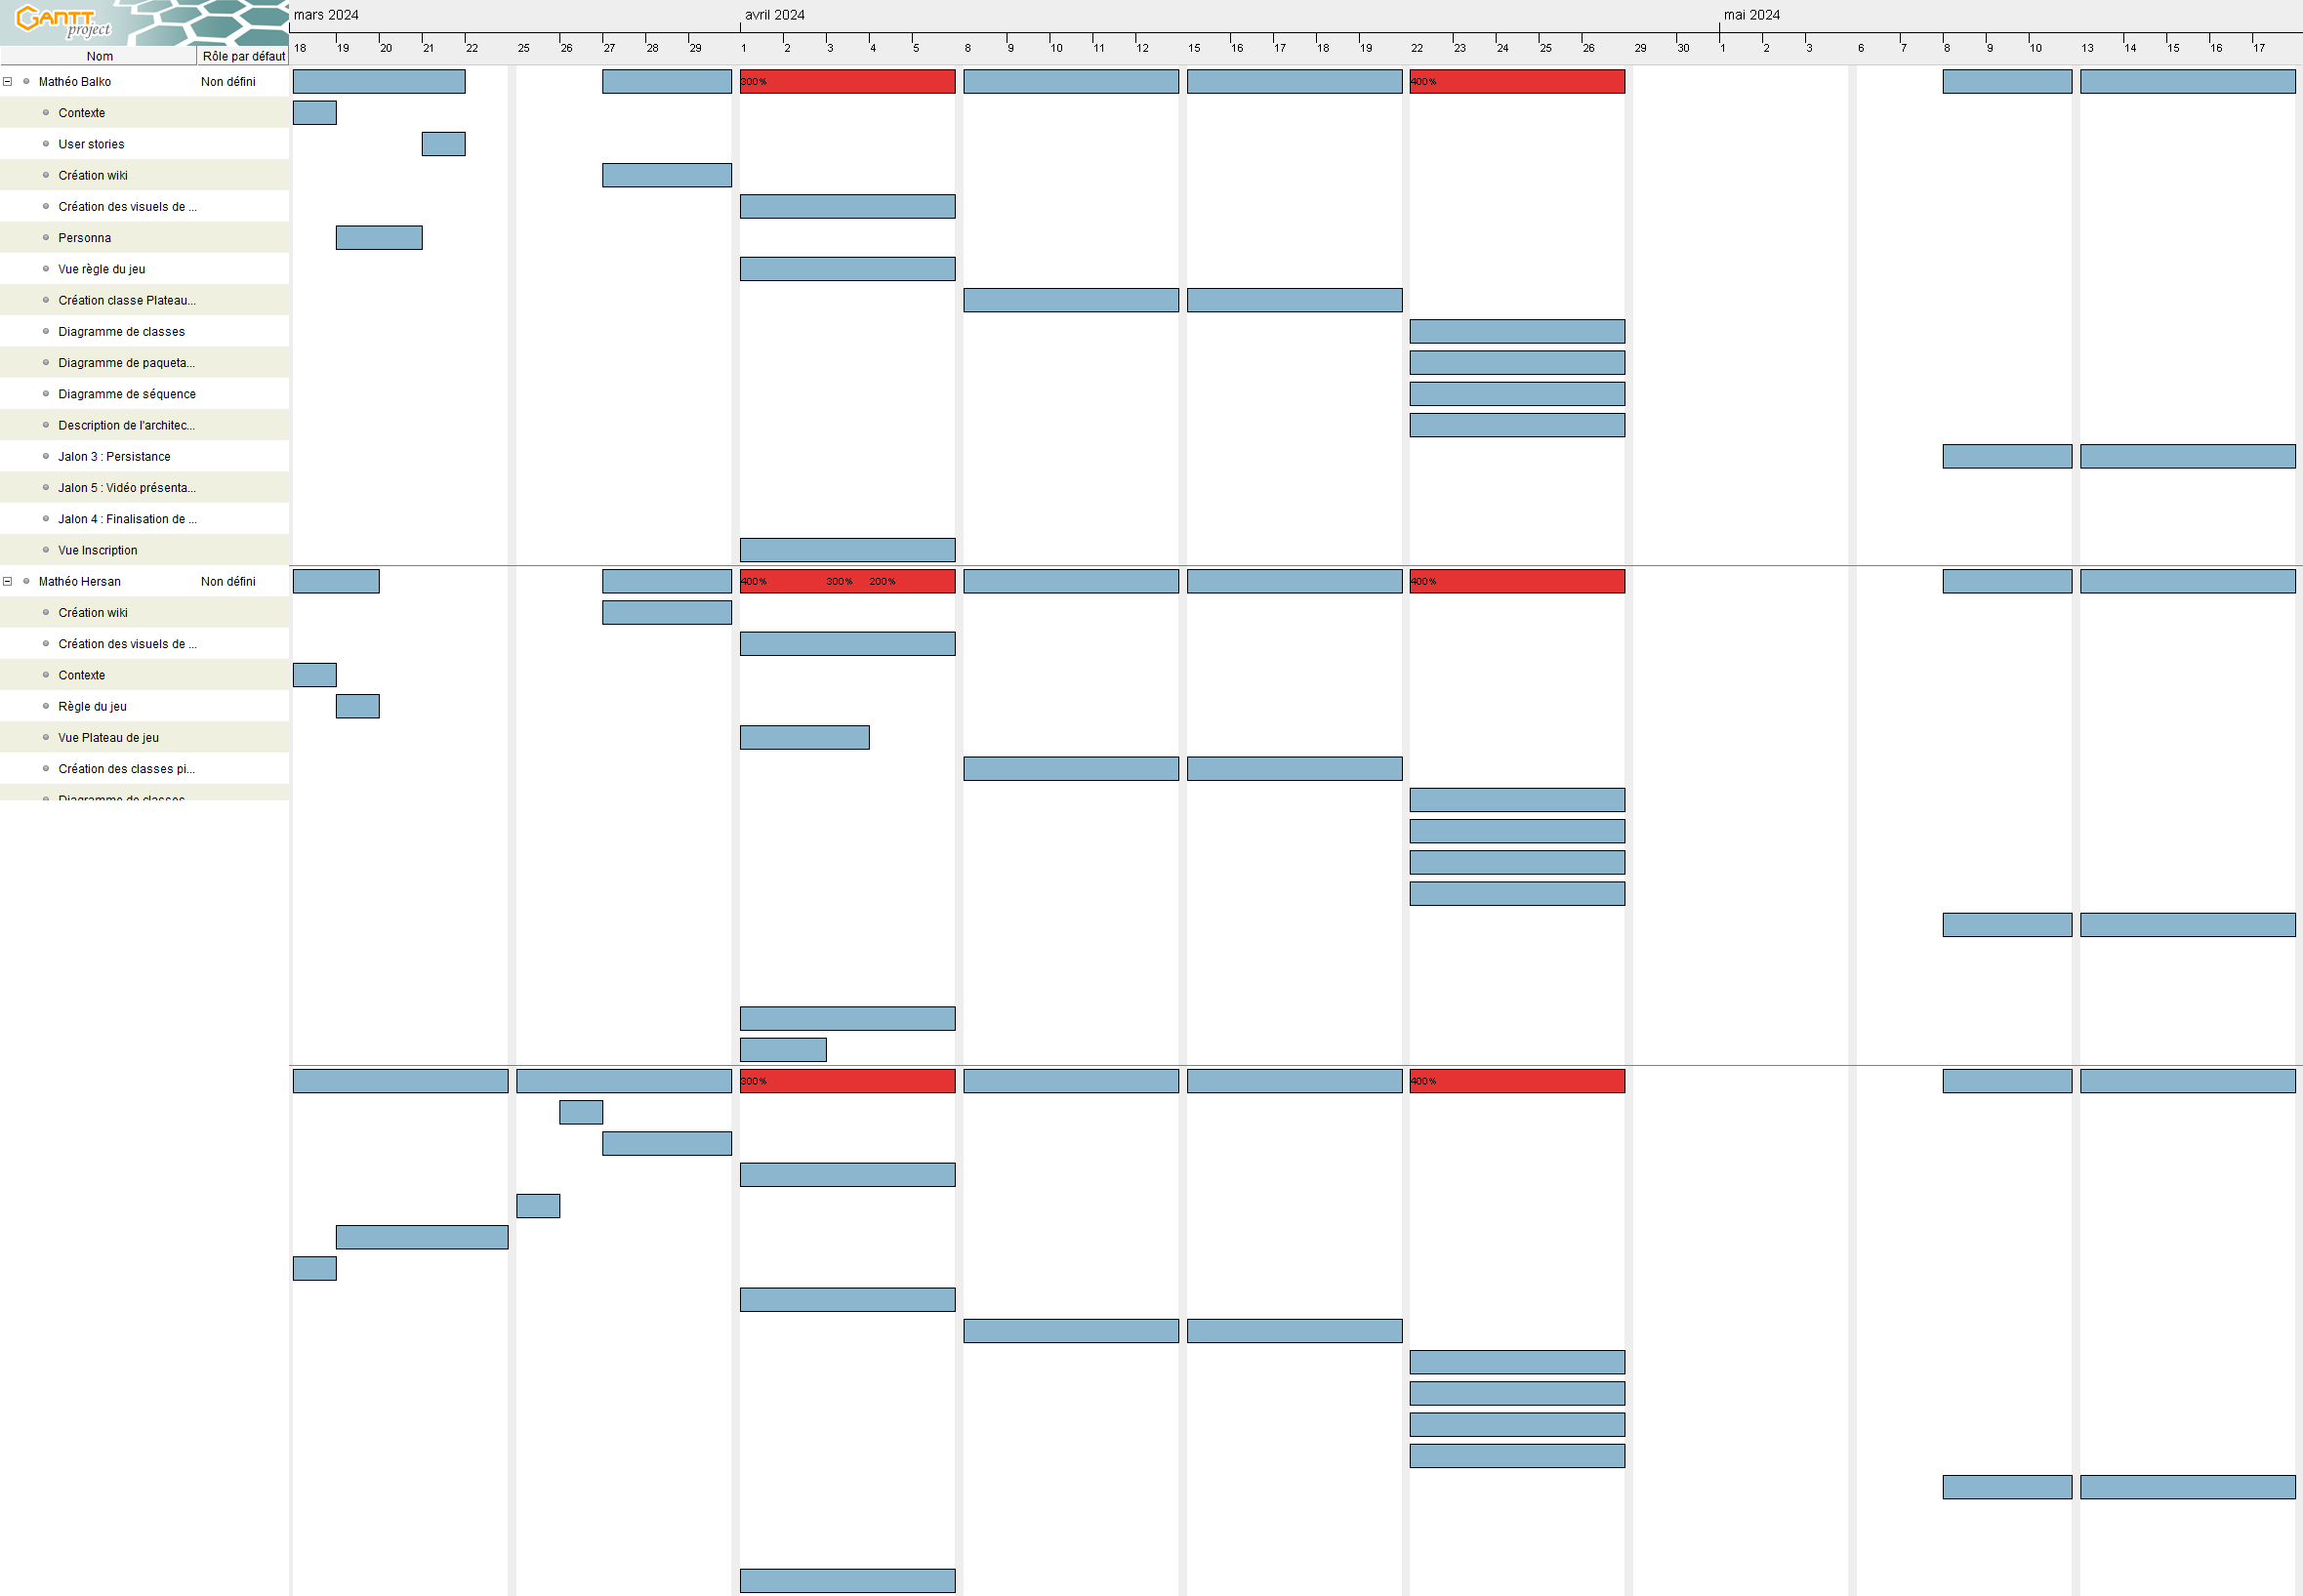 GANTT
project
mars 2024
avril 2024
mai 2024
18 19 20 21 22 25 26 27 28 29 1 2 3 4 5 8 9 10 11 12 15 16 17 18 19 22 23 24 25 26 29 30 1 2 3 6 7 8 9 10 13 14 15 16 17
Nom Rôle par défaut
Mathéo Balko Non défini 300% 400%
Contexte
User stories
Création wiki
Création des visuels de ...
Personna
Vue règle du jeu
Création classe Plateau...
Diagramme de classes
Diagramme de paqueta...
Diagramme de séquence
Description de l'architec...
Jalon 3 : Persistance
Jalon 5 : Vidéo présenta...
Jalon 4 : Finalisation de ...
Vue Inscription
Mathéo Hersan Non défini 400% 300% 200% 400%
Création wiki
Création des visuels de ...
Contexte
Règle du jeu
Vue Plateau de jeu
Création des classes pi...
Diagramme de classes
300% 400%